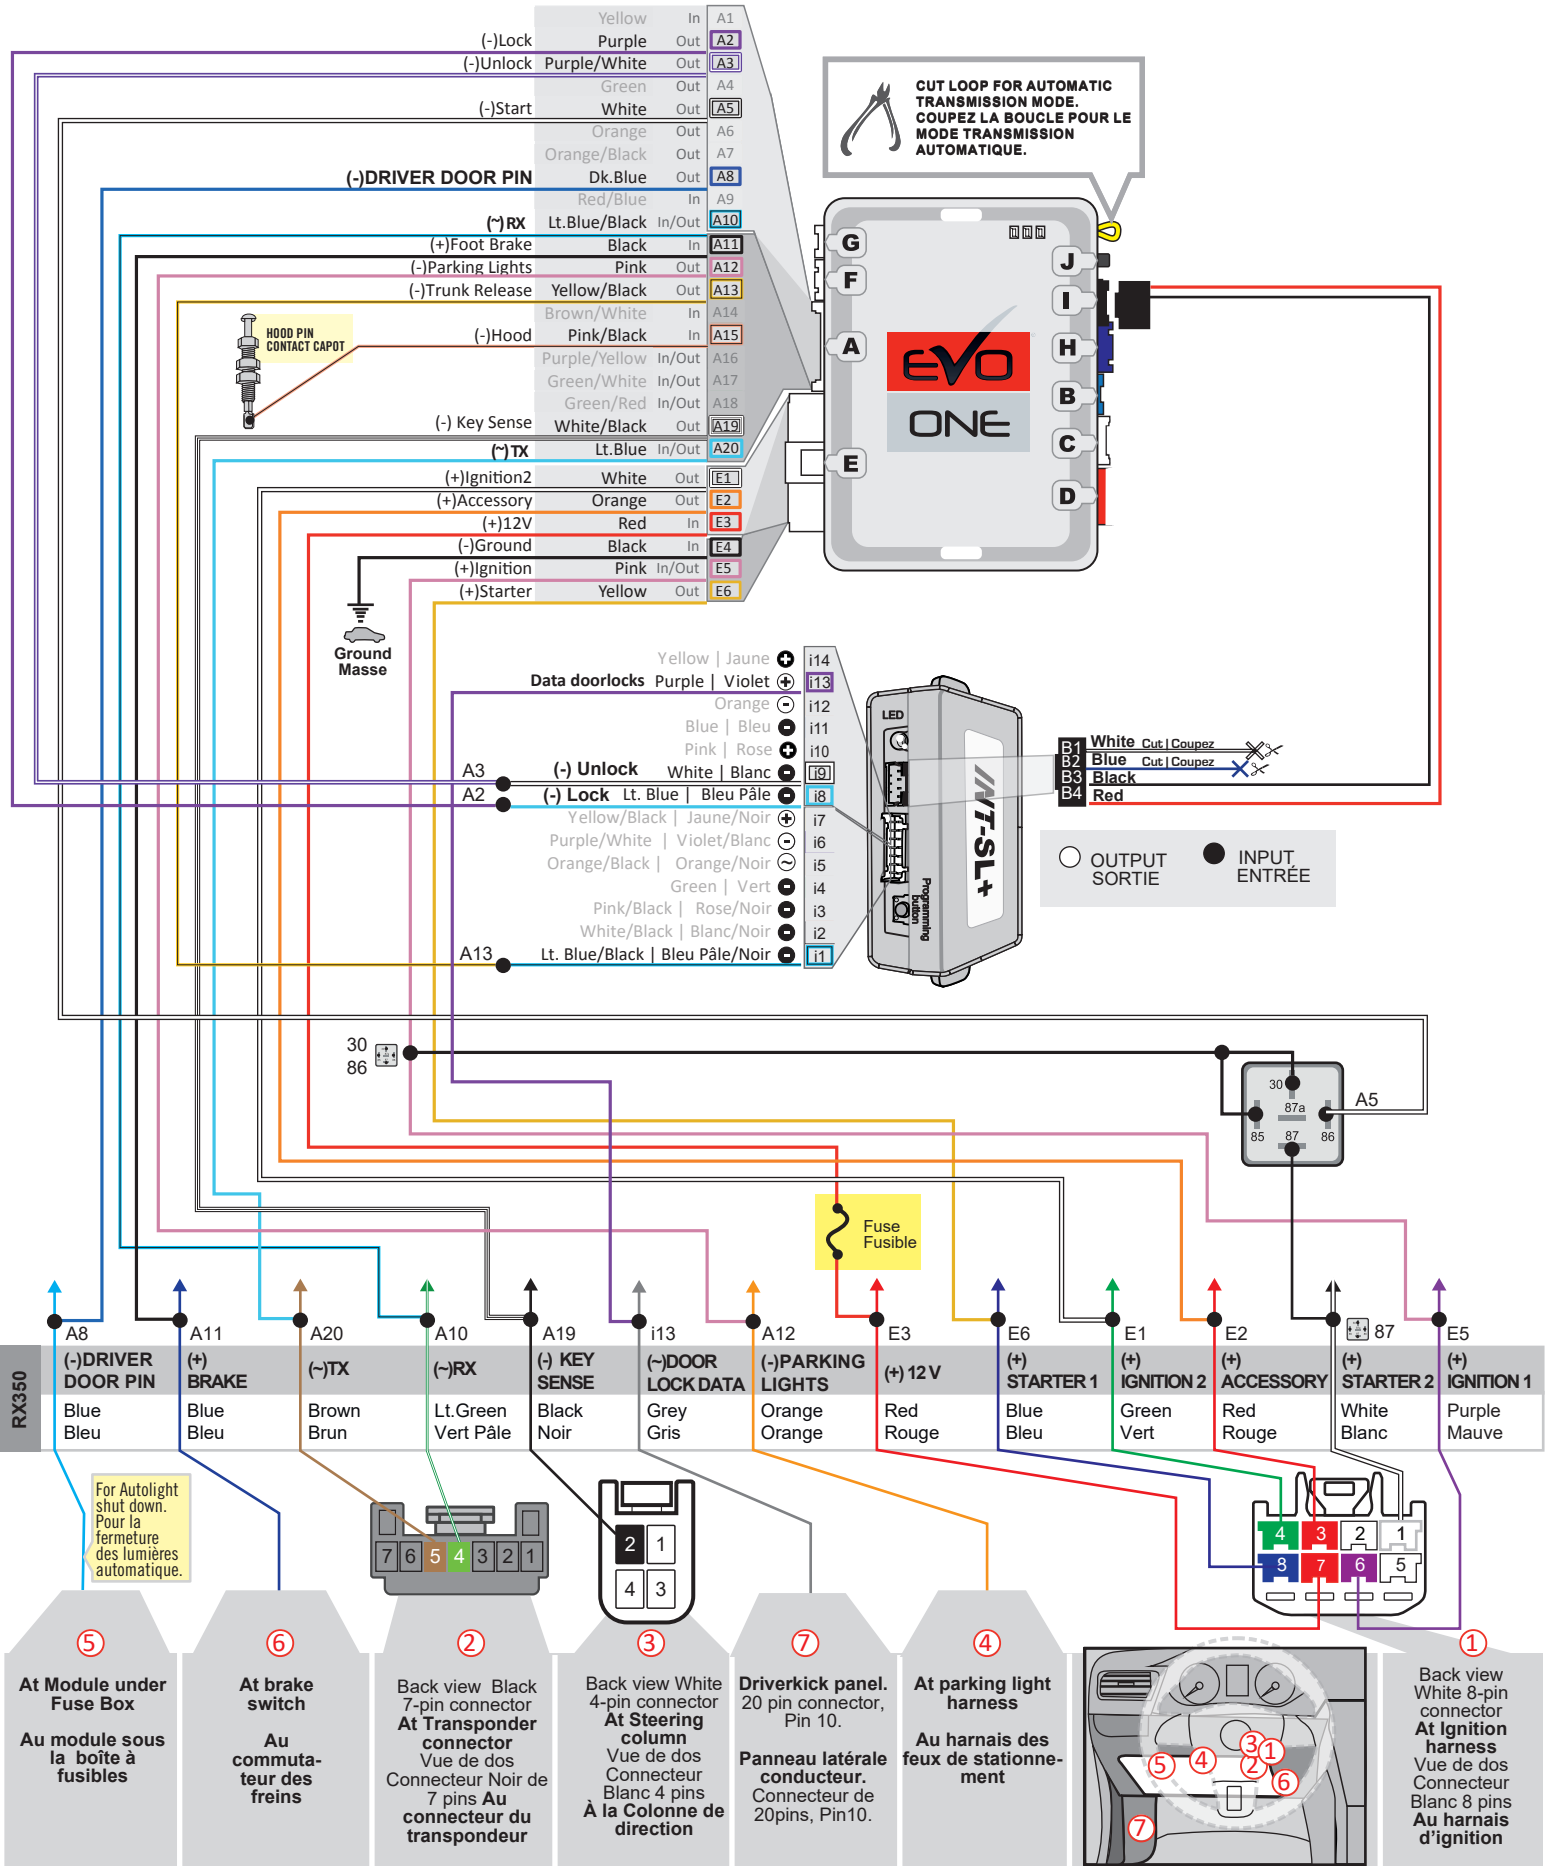 Yellow In A1
(-)Lock Purple Out A2
(-)Unlock Purple/White Out A3
Green Out A4
(-)Start White Out A5
Orange Out A6
Orange/Black Out A7
(-)DRIVER DOOR PIN Dk.Blue Out A8
Red/Blue In A9
(~)RX Lt.Blue/Black In/Out A10
(+)Foot Brake Black In A11
(-)Parking Lights Pink Out A12
(-)Trunk Release Yellow/Black Out A13
Brown/White In A14
(-)Hood Pink/Black In A15
Purple/Yellow In/Out A16
Green/White In/Out A17
Green/Red In/Out A18
(-) Key Sense White/Black Out A19
(~)TX Lt.Blue In/Out A20
(+)Ignition2 White Out E1
(+)Accessory Orange Out E2
(+)12V Red In E3
(-)Ground Black In E4
(+)Ignition Pink In/Out E5
(+)Starter Yellow Out E6
HOOD PIN
CONTACT CAPOT
Ground
Masse
CUT LOOP FOR AUTOMATIC
TRANSMISSION MODE.
COUPEZ LA BOUCLE POUR LE
MODE TRANSMISSION
AUTOMATIQUE.
G
F
A
E
J
I
H
B
C
D
EVO
ONE
Yellow | Jaune i14
Data doorlocks Purple | Violet i13
Orange i12
Blue | Bleu i11
Pink | Rose i10
A3 (-) Unlock White | Blanc i9
A2 (-) Lock Lt. Blue | Bleu Pâle i8
Yellow/Black | Jaune/Noir i7
Purple/White | Violet/Blanc i6
Orange/Black | Orange/Noir i5
Green | Vert i4
Pink/Black | Rose/Noir i3
White/Black | Blanc/Noir i2
A13 Lt. Blue/Black | Bleu Pâle/Noir i1
LED
INT-SL+
Programming
button
B1 White Cut | Coupez
B2 Blue Cut | Coupez
B3 Black
B4 Red
OUTPUT
SORTIE
INPUT
ENTRÉE
30
86
30
87a
85
87
86
A5
Fuse
Fusible
A8
A11
A20
A10
A19
i13
A12
E3
E6
E1
E2
87
E5
RX350
(-)DRIVER
DOOR PIN
Blue
Bleu
(+)
BRAKE
Blue
Bleu
(~)TX
Brown
Brun
(~)RX
Lt.Green
Vert Pâle
(-) KEY
SENSE
Black
Noir
(~)DOOR
LOCK DATA
Grey
Gris
(-)PARKING
LIGHTS
Orange
Orange
(+) 12 V
Red
Rouge
(+)
STARTER 1
Blue
Bleu
(+)
IGNITION 2
Green
Vert
(+)
ACCESSORY
Red
Rouge
(+)
STARTER 2
White
Blanc
(+)
IGNITION 1
Purple
Mauve
For Autolight
shut down.
Pour la
fermeture
des lumières
automatique.
7 6 5 4 3 2 1
2 1
4 3
4 3 2 1
8 7 6 5
5
At Module under
Fuse Box
Au module sous
la boîte à
fusibles
6
At brake
switch
Au
commuta-
teur des
freins
2
Back view Black
7-pin connector
At Transponder
connector
Vue de dos
Connecteur Noir de
7 pins Au
connecteur du
transpondeur
3
Back view White
4-pin connector
At Steering
column
Vue de dos
Connecteur
Blanc 4 pins
À la Colonne de
direction
7
Driverkick panel.
20 pin connector,
Pin 10.
Panneau latérale
conducteur.
Connecteur de
20pins, Pin10.
4
At parking light
harness
Au harnais des
feux de stationne-
ment
5
4
3
1
2
6
7
1
Back view
White 8-pin
connector
At Ignition
harness
Vue de dos
Connecteur
Blanc 8 pins
Au harnais
d'ignition